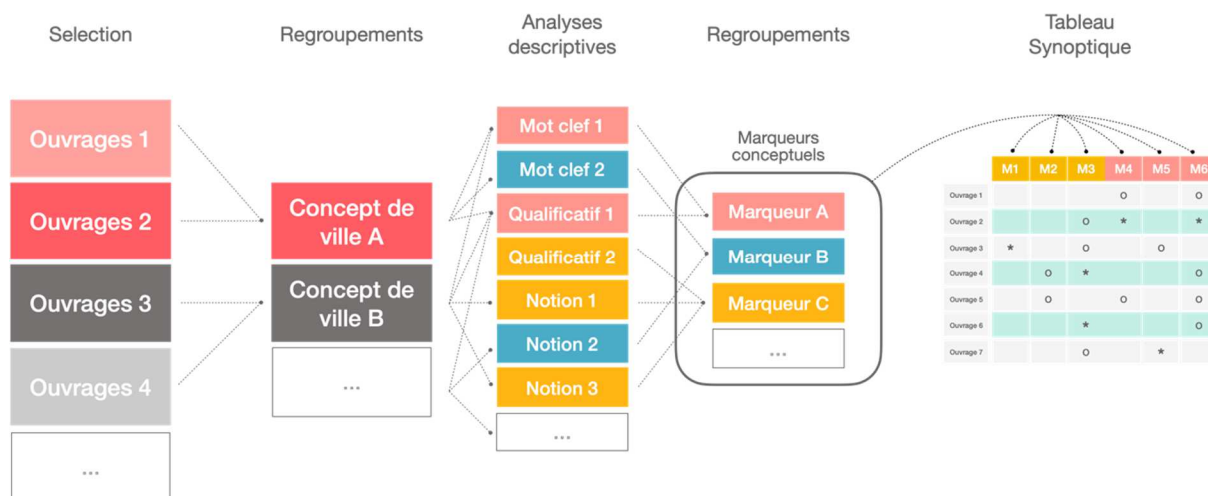 Selection
Regroupements
Analyses
descriptives
Regroupements
Tableau
Synoptique
Ouvrages 1
Ouvrages 2
Ouvrages 3
Ouvrages 4
...
Concept de
ville A
Concept de
ville B
...
Mot clef 1
Mot clef 2
Qualificatif 1
Qualificatif 2
Notion 1
Notion 2
Notion 3
...
Marqueurs
conceptuels
Marqueur A
Marqueur B
Marqueur C
...
M1 M2 M3 M4 M5 M6
Ouvrage 1 o o
Ouvrage 2 o * *
Ouvrage 3 * o o
Ouvrage 4 o * o
Ouvrage 5 o o o
Ouvrage 6 * o
Ouvrage 7 o *